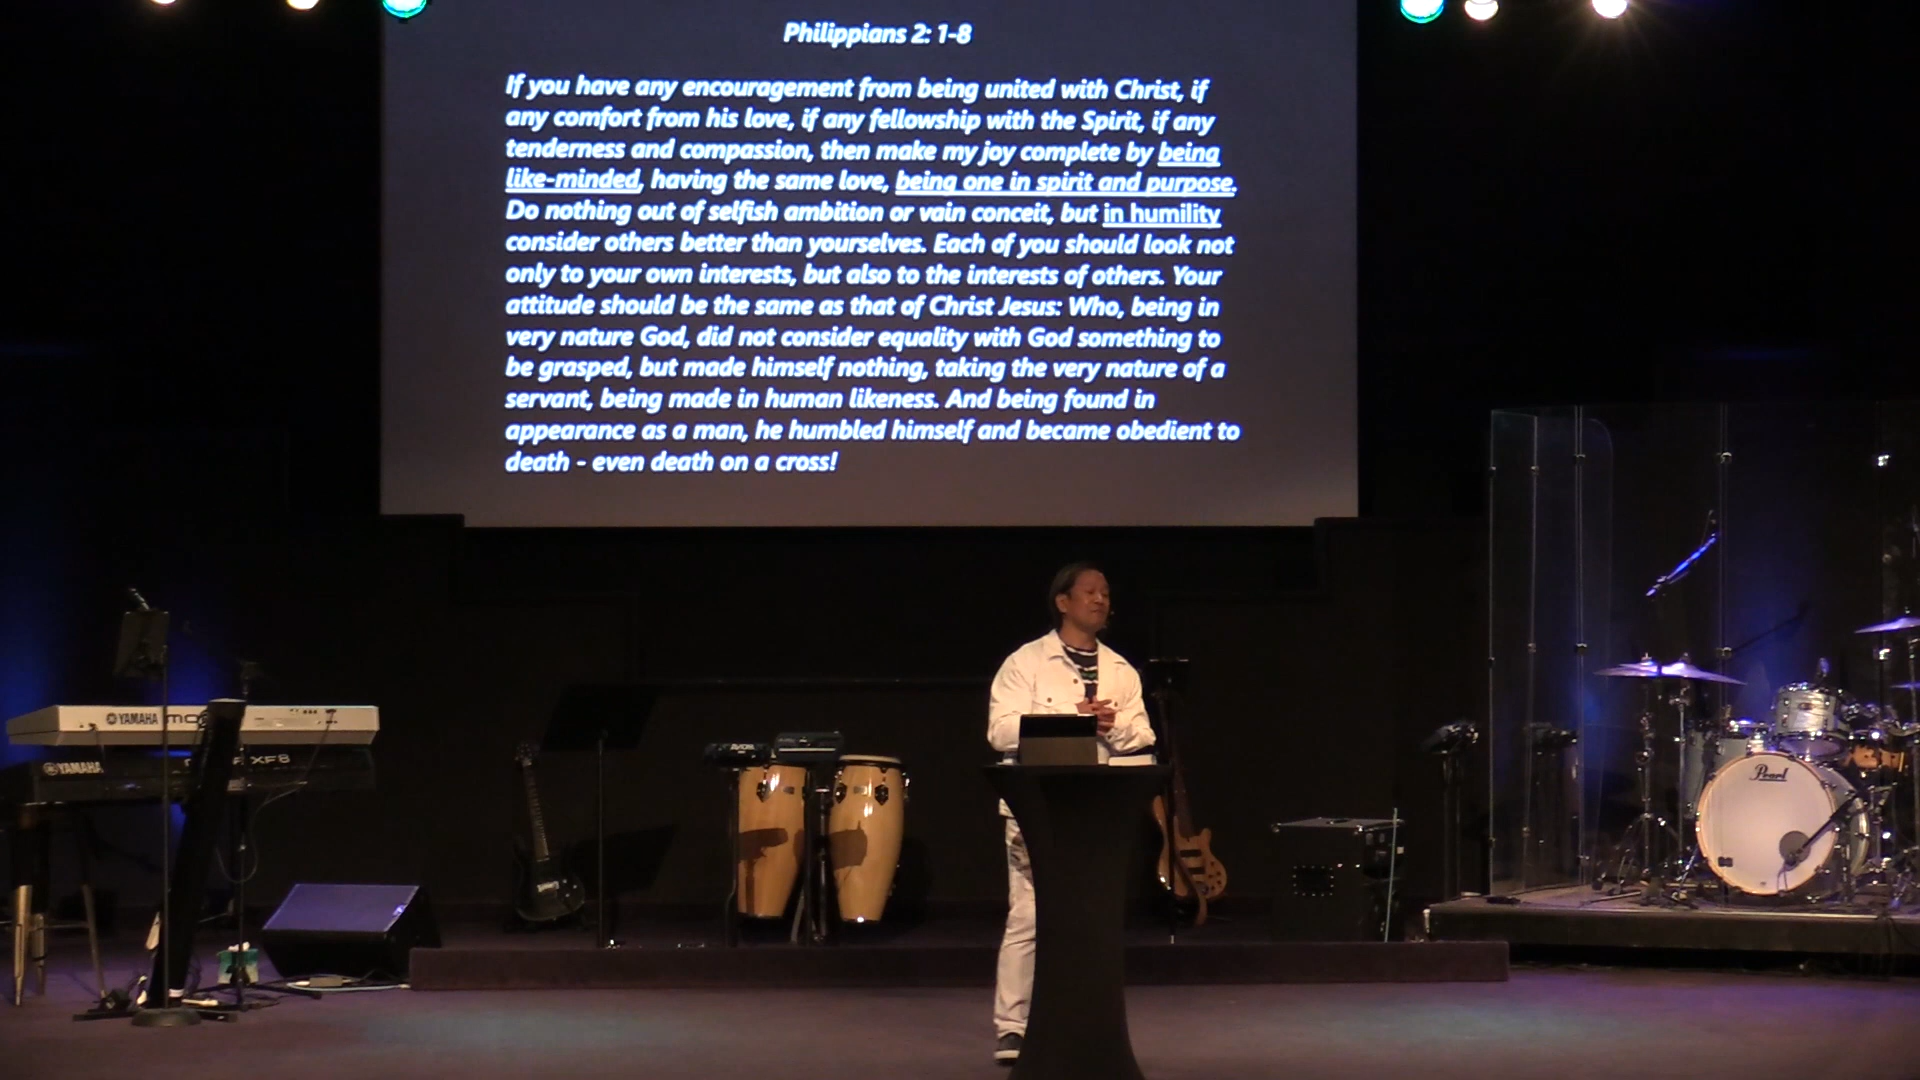 Philippians 2: 1-8
If you have any encouragement from being united with Christ, if
any comfort from his love, if any fellowship with the Spirit, if any
tenderness and compassion, then make my joy complete by being
like-minded, having the same love, being one in spirit and purpose.
Do nothing out of selfish ambition or vain conceit, but in humility
consider others better than yourselves. Each of you should look not
only to your own interests, but also to the interests of others. Your
attitude should be the same as that of Christ Jesus: Who, being in
very nature God, did not consider equality with God something to
be grasped, but made himself nothing, taking the very nature of a
servant, being made in human likeness. And being found in
appearance as a man, he humbled himself and became obedient to
death - even death on a cross!
YAMAHA
YAMAHA
XF8
Pearl